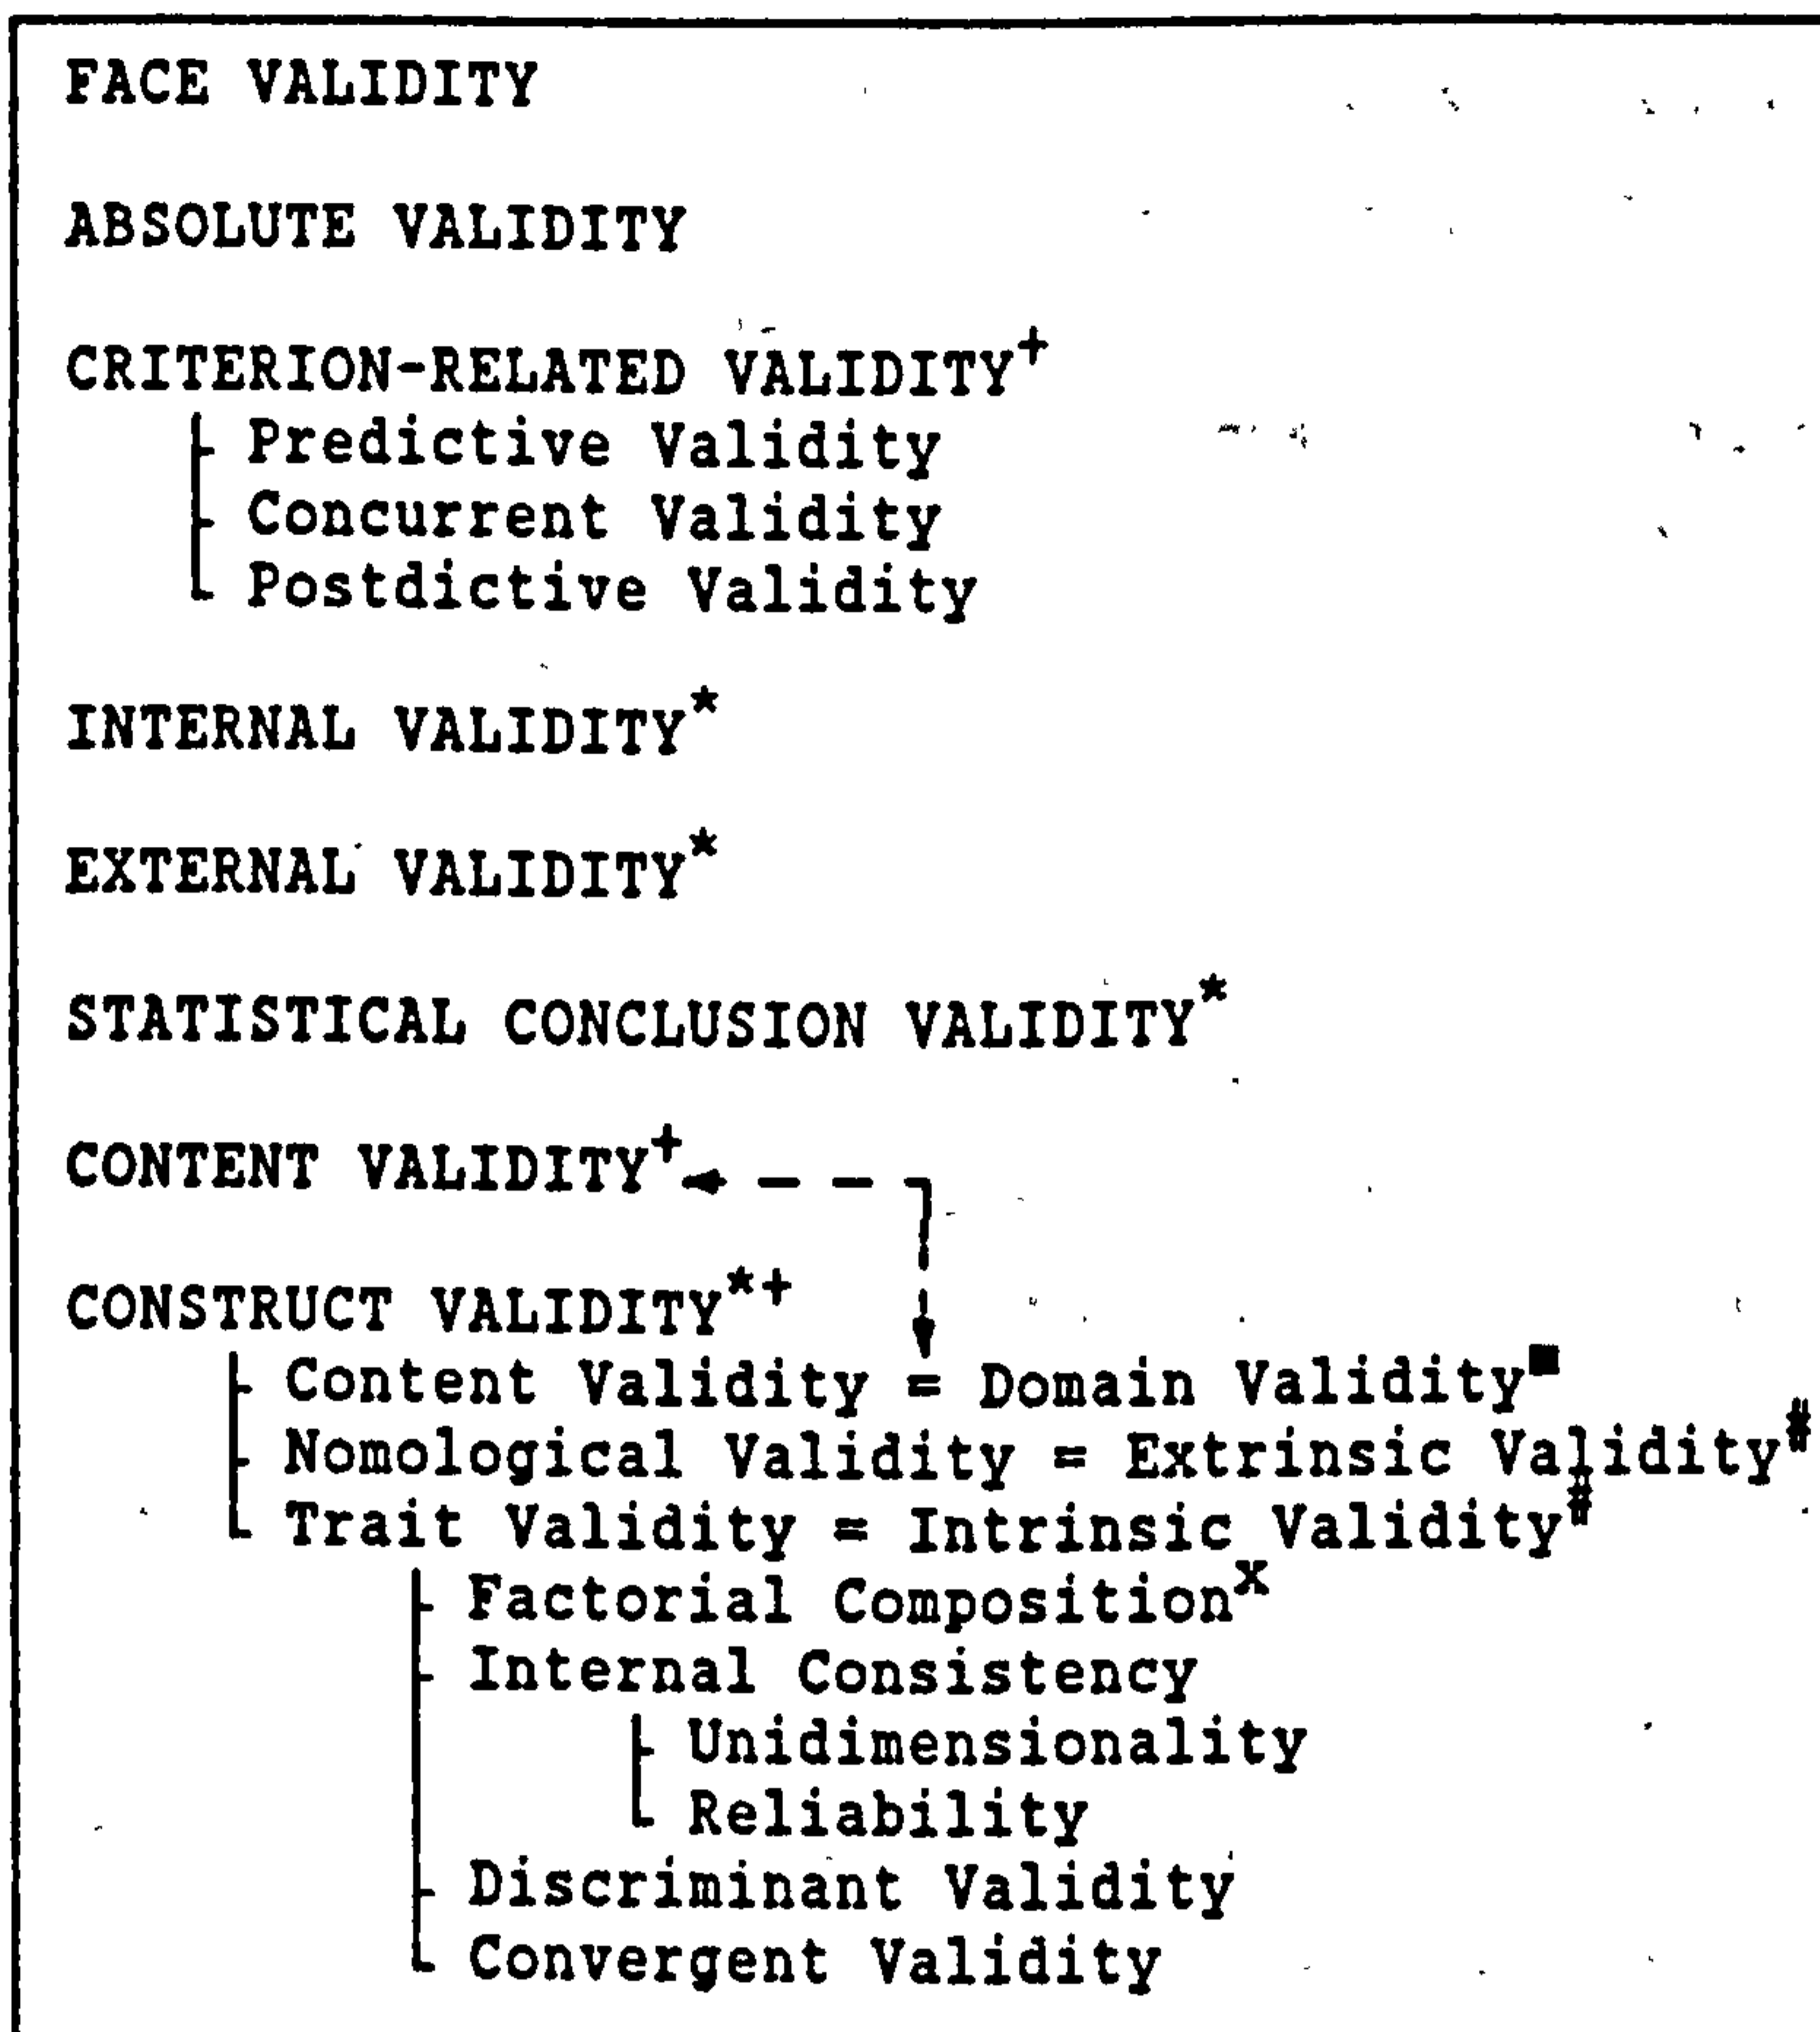 FACE VALIDITY
ABSOLUTE VALIDITY
CRITERION-RELATED VALIDITY+
Predictive Validity
Concurrent Validity
Postdictive Validity
INTERNAL VALIDITY*
EXTERNAL VALIDITY*
STATISTICAL CONCLUSION VALIDITY*
CONTENT VALIDITY+
CONSTRUCT VALIDITY*+
Content Validity = Domain Validity■
Nomological Validity = Extrinsic Validity#
Trait Validity = Intrinsic Validity#
Factorial Composition×
Internal Consistency
Unidimensionality
Reliability
Discriminant Validity
Convergent Validity